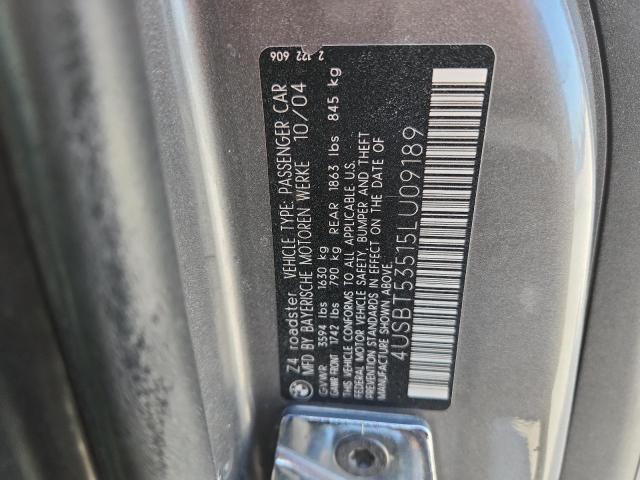 Z4 roadster VEHICLE TYPE: PASSENGER CAR
MFD BY BAYERISCHE MOTOREN WERKE 10/04
GVWR 3594 lbs 1630 kg
GAWR FRONT 1742 lbs 790 kg REAR 1863 lbs 845 kg
THIS VEHICLE CONFORMS TO ALL APPLICABLE U.S.
FEDERAL MOTOR VEHICLE SAFETY, BUMPER AND THEFT
PREVENTION STANDARDS IN EFFECT ON THE DATE OF
MANUFACTURE SHOWN ABOVE.
4USBT53515LU09189
2 122 606